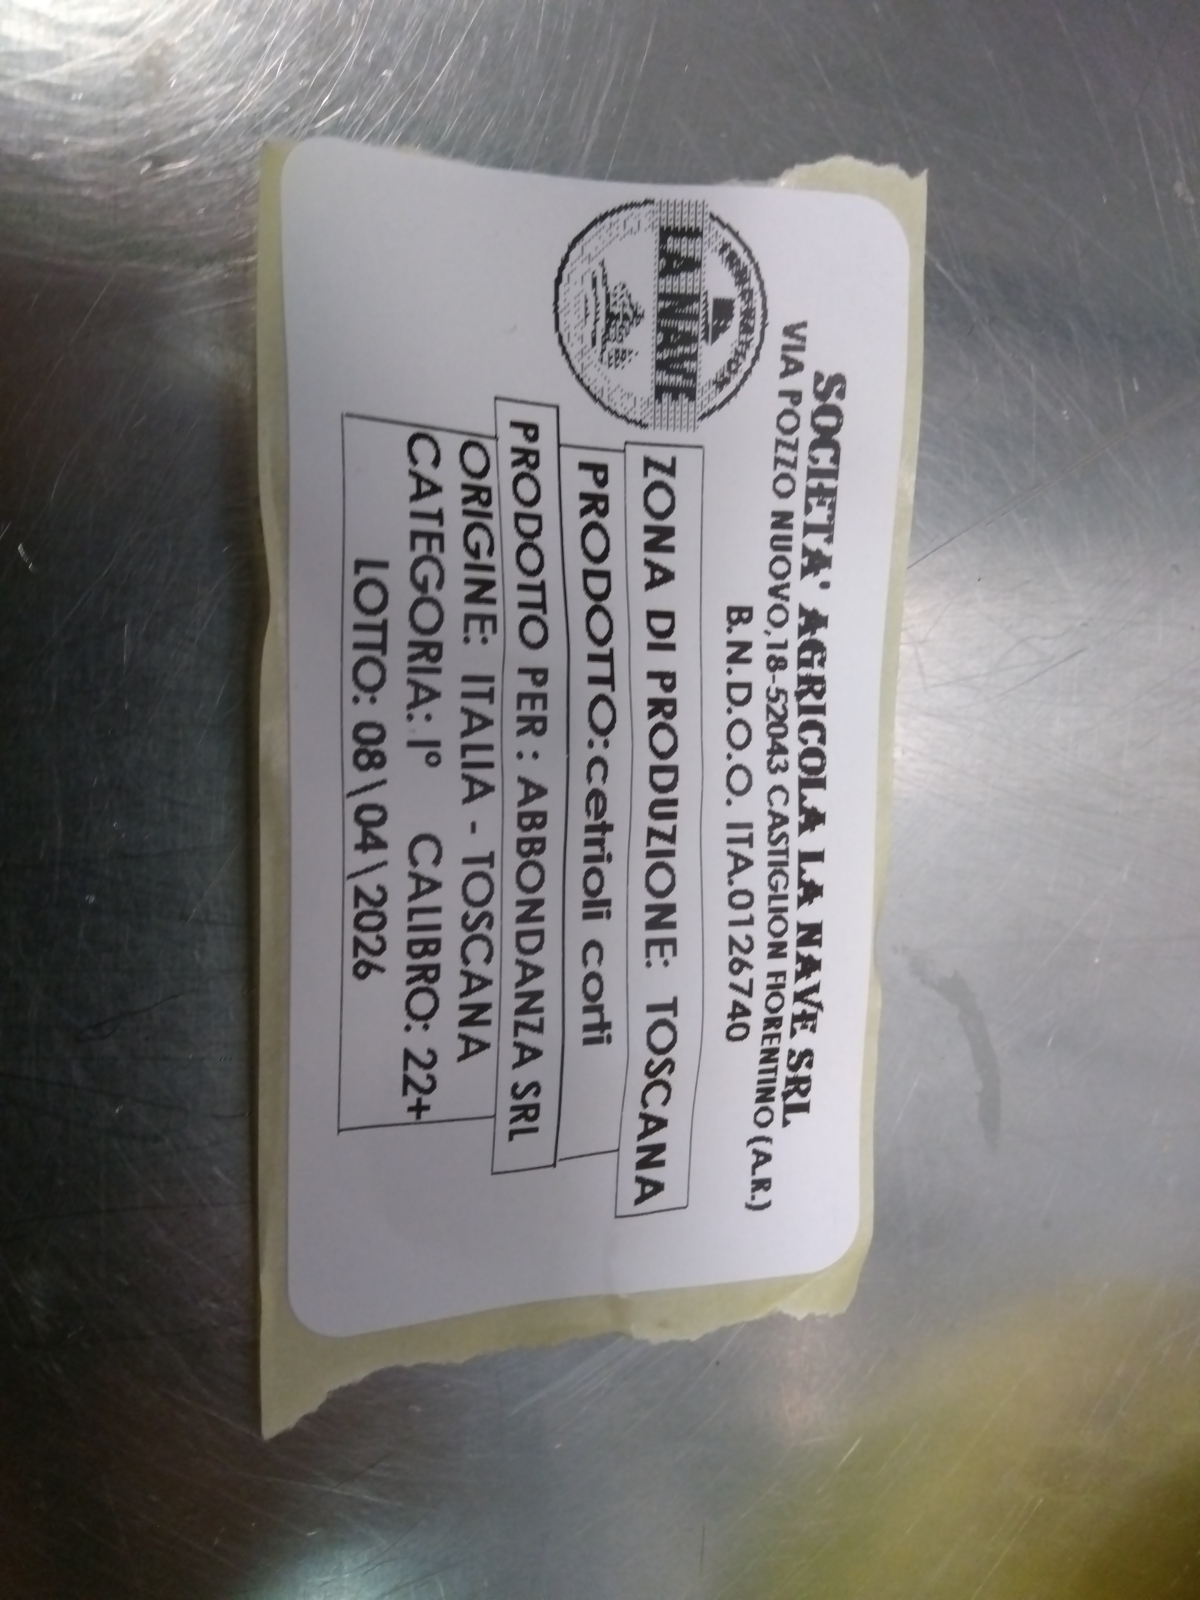 SOCIETA' AGRICOLA LA NAVE SRL
VIA POZZO NUOVO,18-52043 CASTIGLION FIORENTINO (A.R.)
B.N.D.O.O. ITA.0126740
LA NAVE
ZONA DI PRODUZIONE: TOSCANA
PRODOTTO:cetrioli corti
PRODOTTO PER : ABBONDANZA SRL
ORIGINE: ITALIA - TOSCANA
CATEGORIA: I° CALIBRO: 22+
LOTTO: 08\04\2026